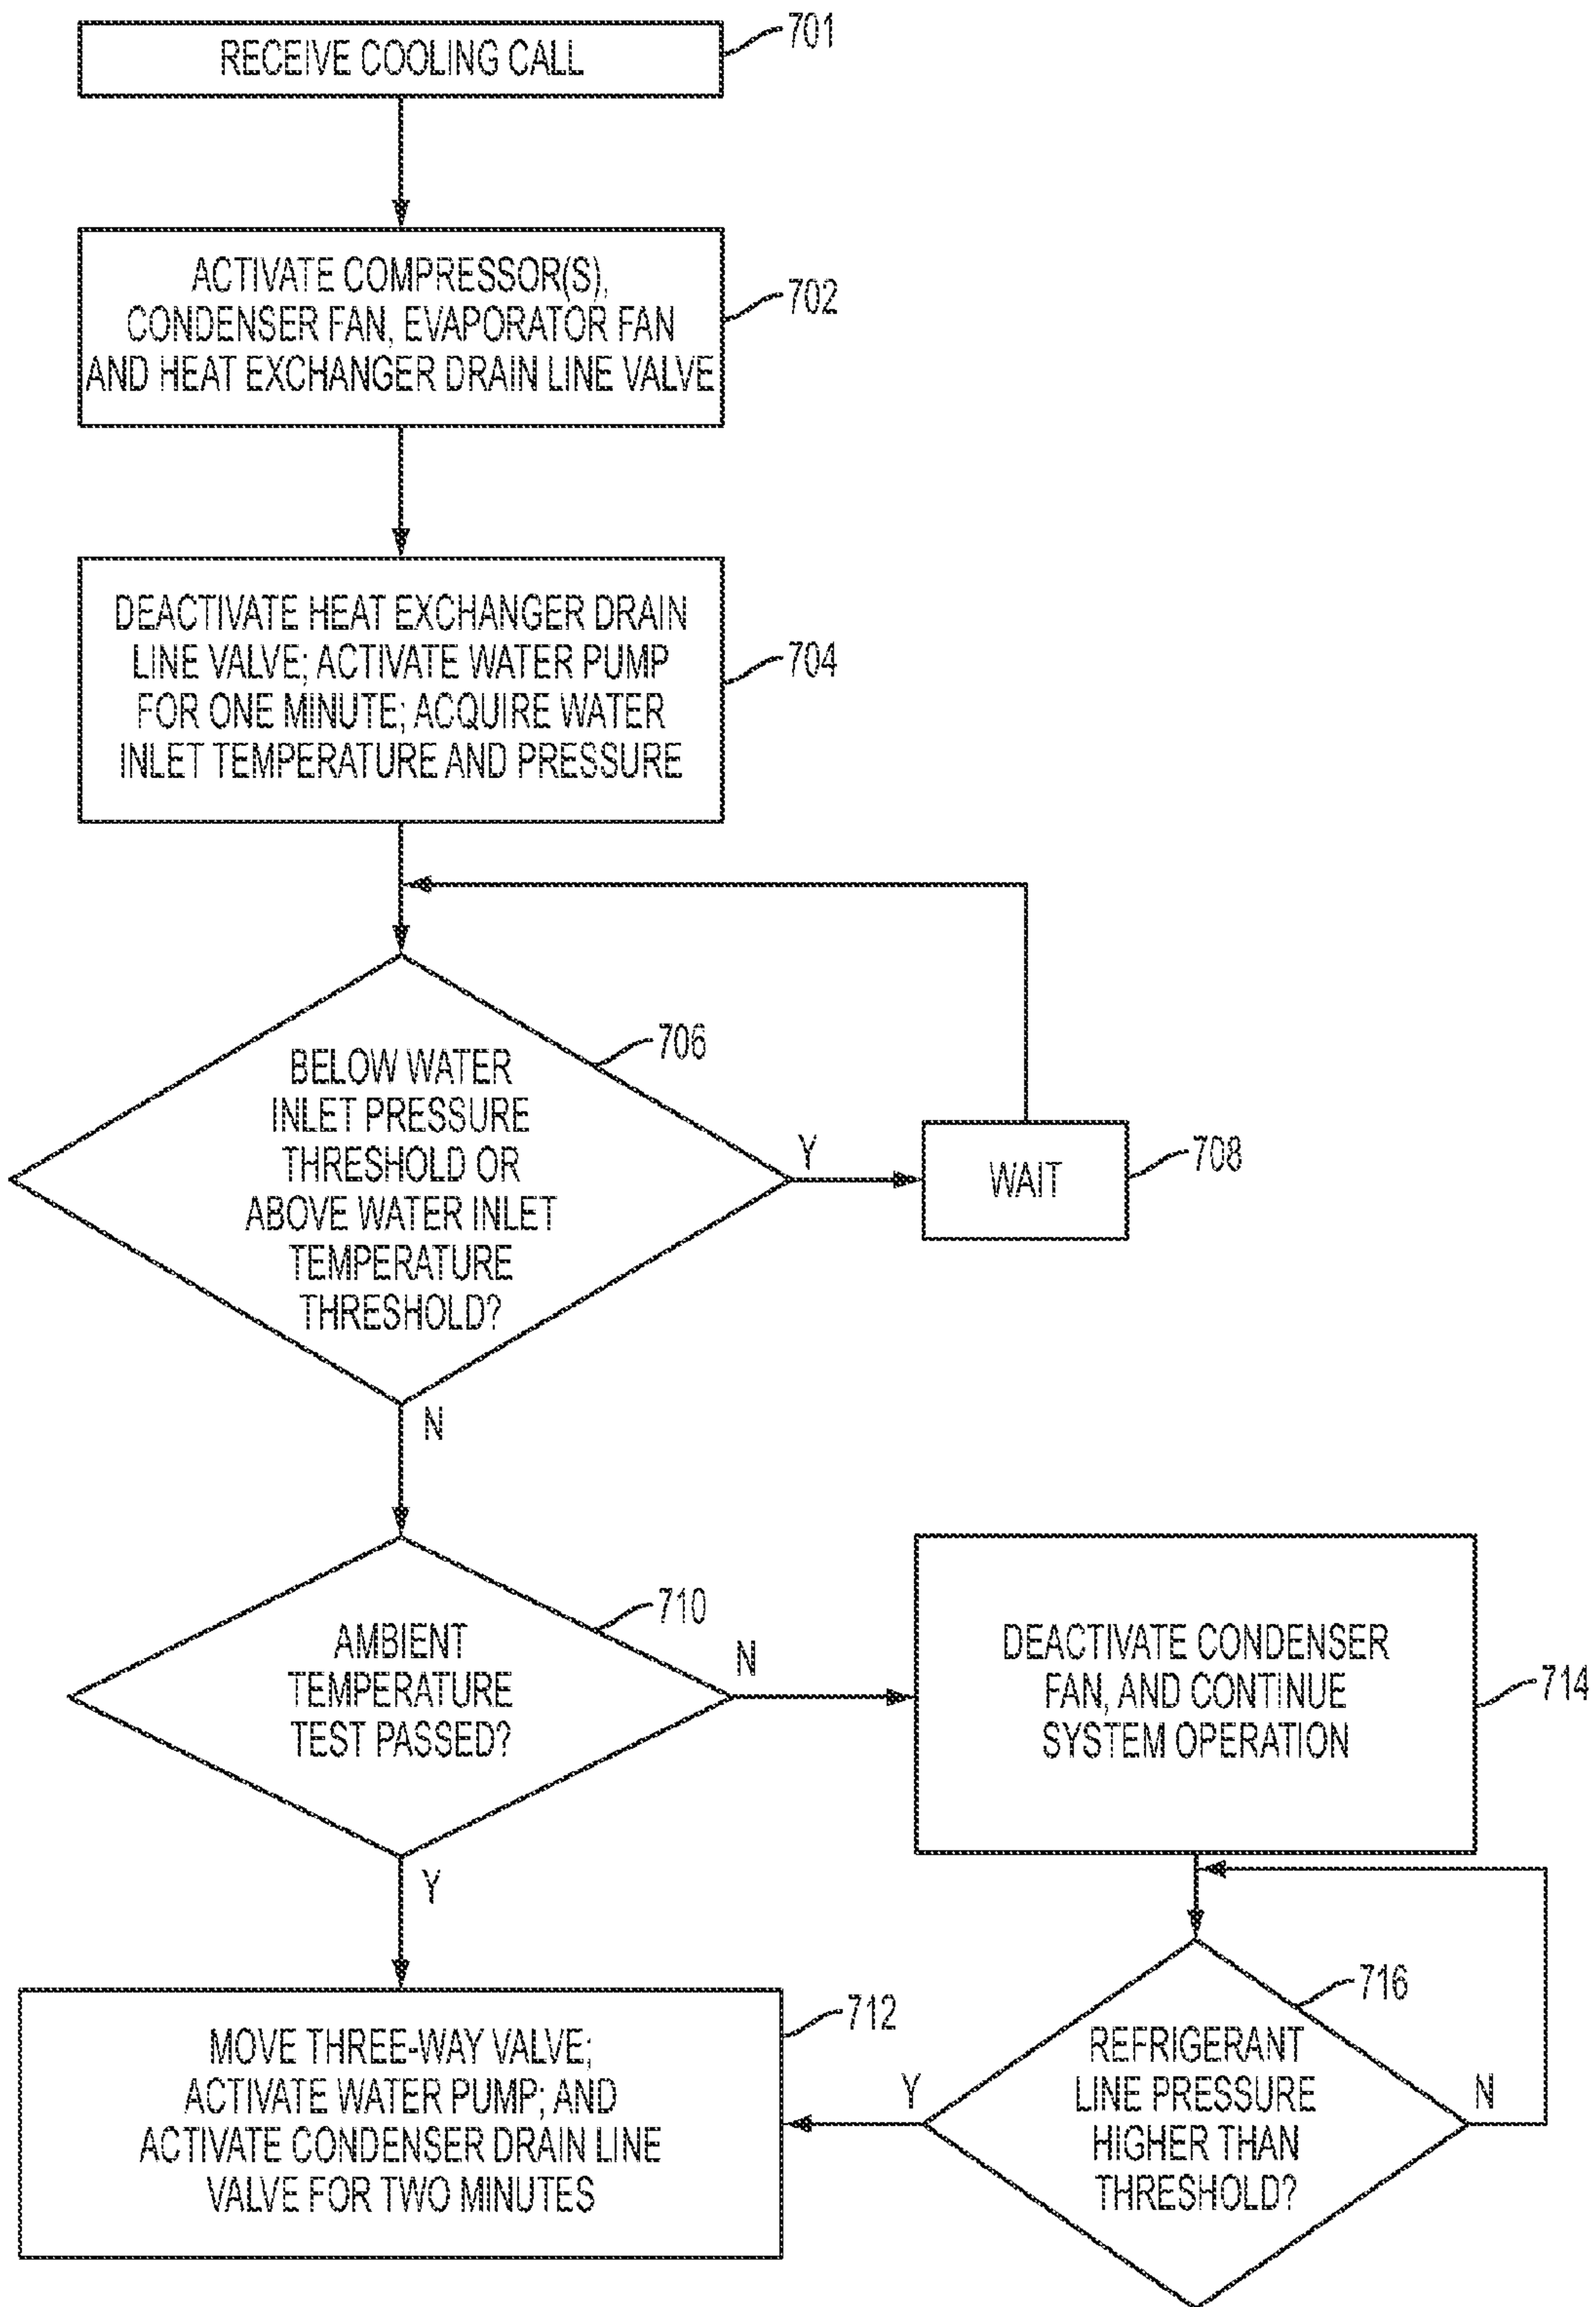 RECEIVE COOLING CALL
701
ACTIVATE COMPRESSOR(S),
CONDENSER FAN, EVAPORATOR FAN
AND HEAT EXCHANGER DRAIN LINE VALVE
702
DEACTIVATE HEAT EXCHANGER DRAIN
LINE VALVE; ACTIVATE WATER PUMP
FOR ONE MINUTE; ACQUIRE WATER
INLET TEMPERATURE AND PRESSURE
704
BELOW WATER
INLET PRESSURE
THRESHOLD OR
ABOVE WATER INLET
TEMPERATURE
THRESHOLD?
706
Y
WAIT
708
N
AMBIENT
TEMPERATURE
TEST PASSED?
710
N
DEACTIVATE CONDENSER
FAN, AND CONTINUE
SYSTEM OPERATION
714
Y
MOVE THREE-WAY VALVE;
ACTIVATE WATER PUMP; AND
ACTIVATE CONDENSER DRAIN LINE
VALVE FOR TWO MINUTES
712
Y
REFRIGERANT
LINE PRESSURE
HIGHER THAN
THRESHOLD?
716
N